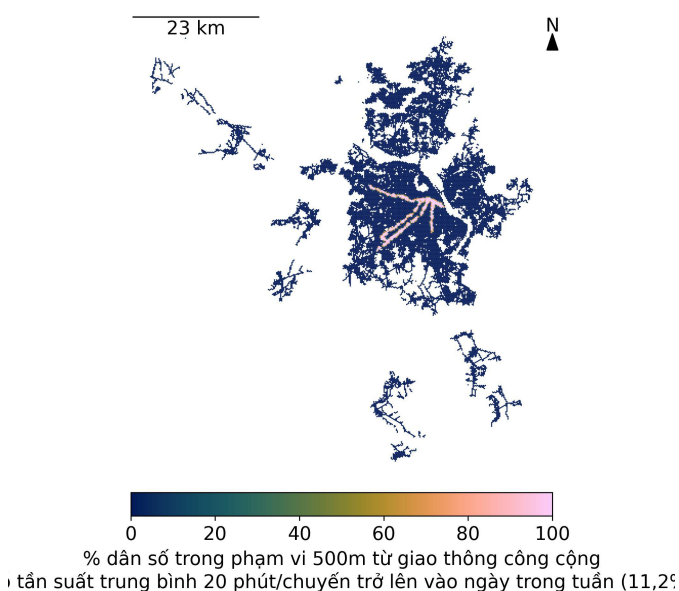 23 km
N
0 20 40 60 80 100
% dân số trong phạm vi 500m từ giao thông công cộng
tần suất trung bình 20 phút/chuyến trở lên vào ngày trong tuần (11,2%